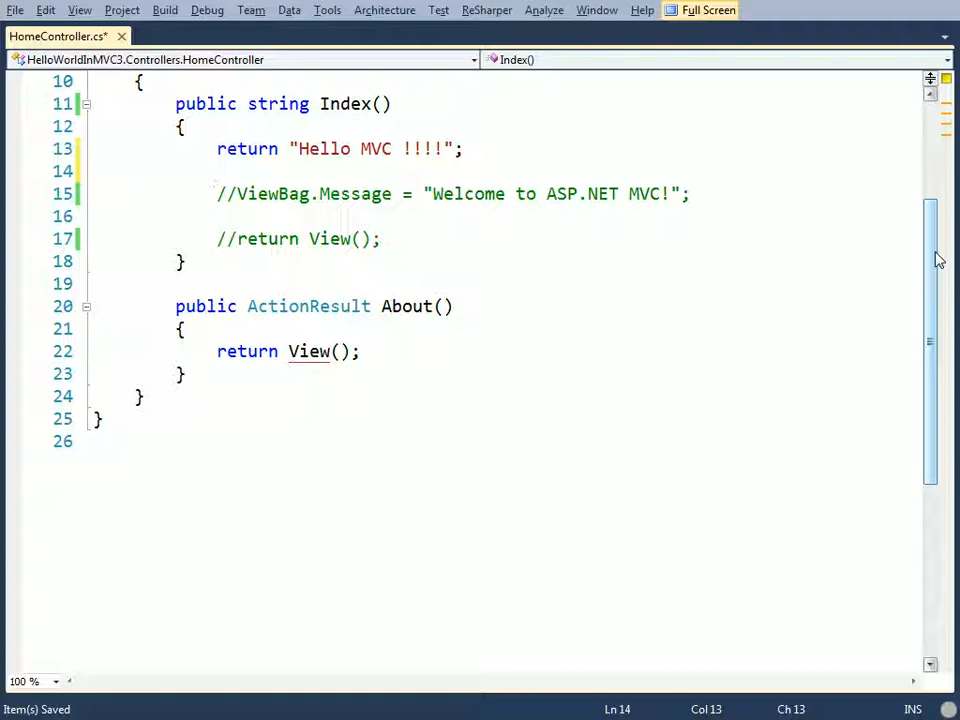 File Edit View Project Build Debug Team Data Tools Architecture Test ReSharper Analyze Window Help Full Screen
HomeController.cs*
HelloWorldInMVC3.Controllers.HomeController Index()
10 {
11 public string Index()
12 {
13 return "Hello MVC !!!!";
14
15 //ViewBag.Message = "Welcome to ASP.NET MVC!";
16
17 //return View();
18 }
19
20 public ActionResult About()
21 {
22 return View();
23 }
24 }
25 }
26
100 %
Item(s) Saved Ln 14 Col 13 Ch 13 INS